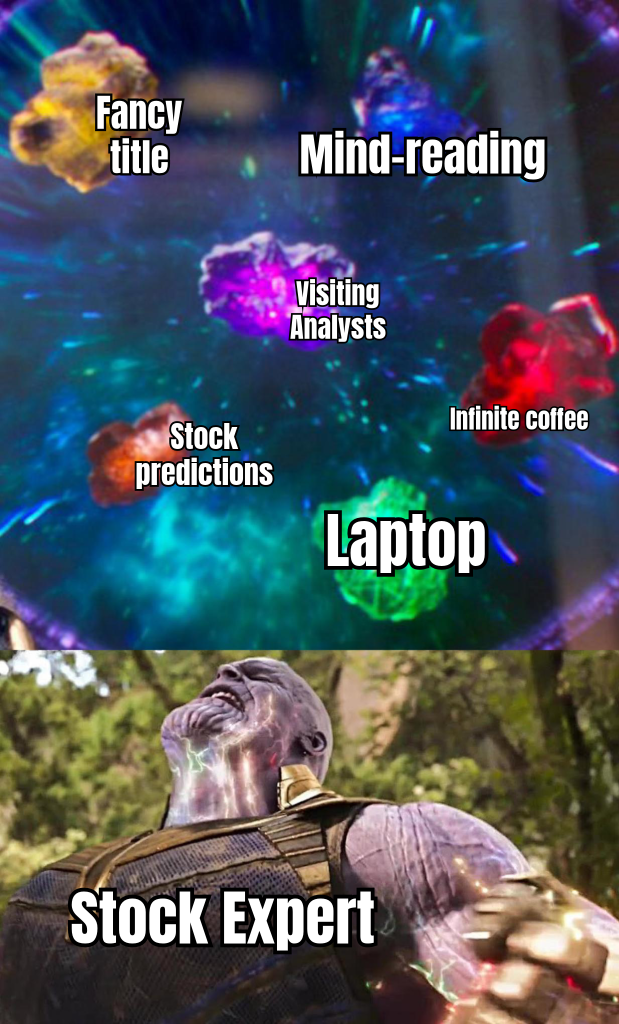 Fancy
title
Mind-reading
Visiting
Analysts
Infinite coffee
Stock
predictions
Laptop
Stock Expert